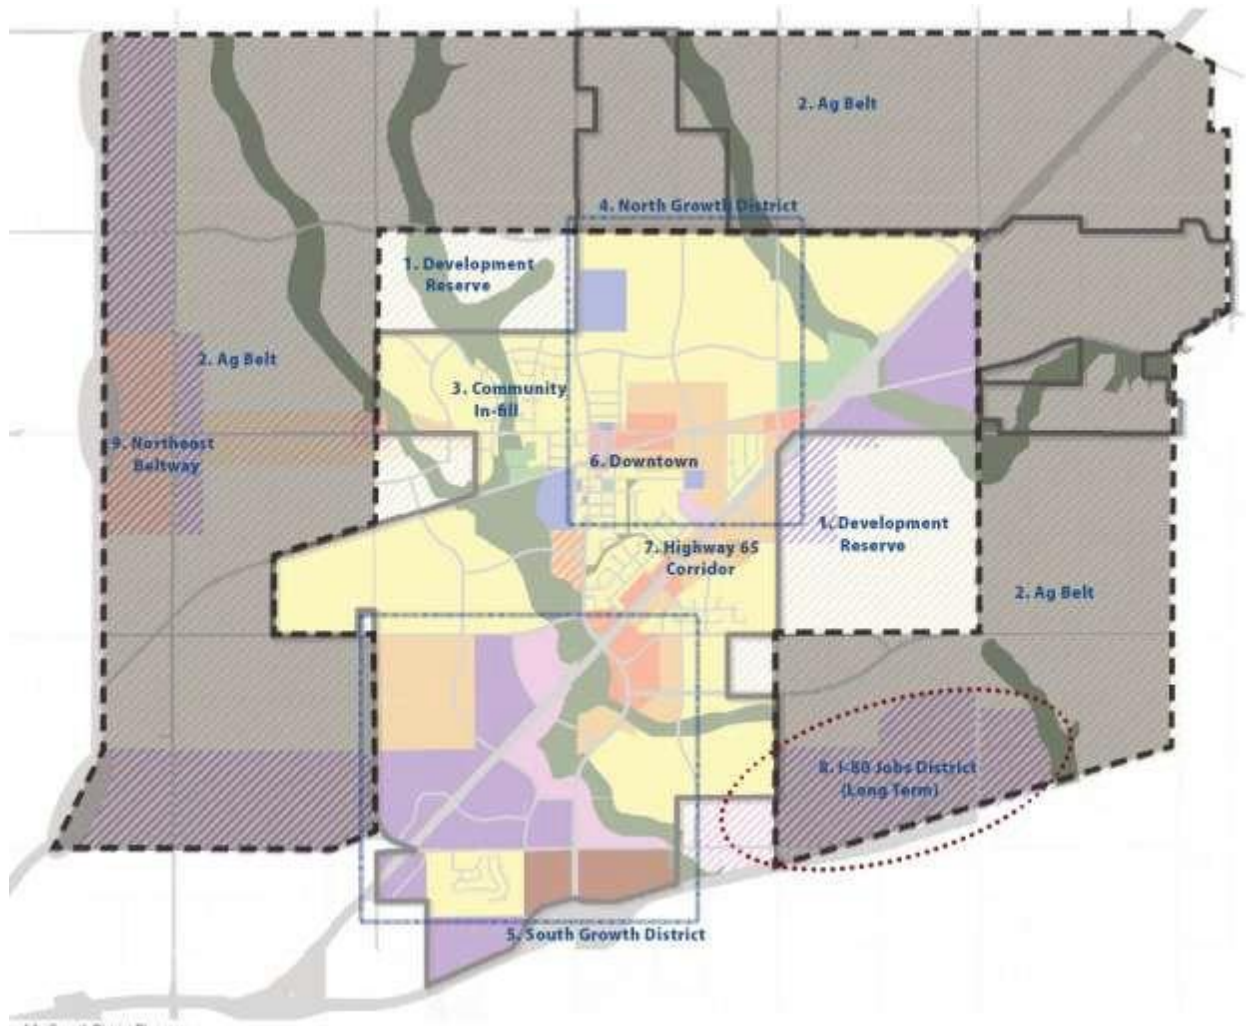 2. Ag Belt
4. North Growth District
1. Development
Reserve
2. Ag Belt
3. Community
In-fill
9. Northeast
Beltway
6. Downtown
1. Development
Reserve
7. Highway 65
Corridor
2. Ag Belt
8. I-80 Jobs District
(Long Term)
5. South Growth District